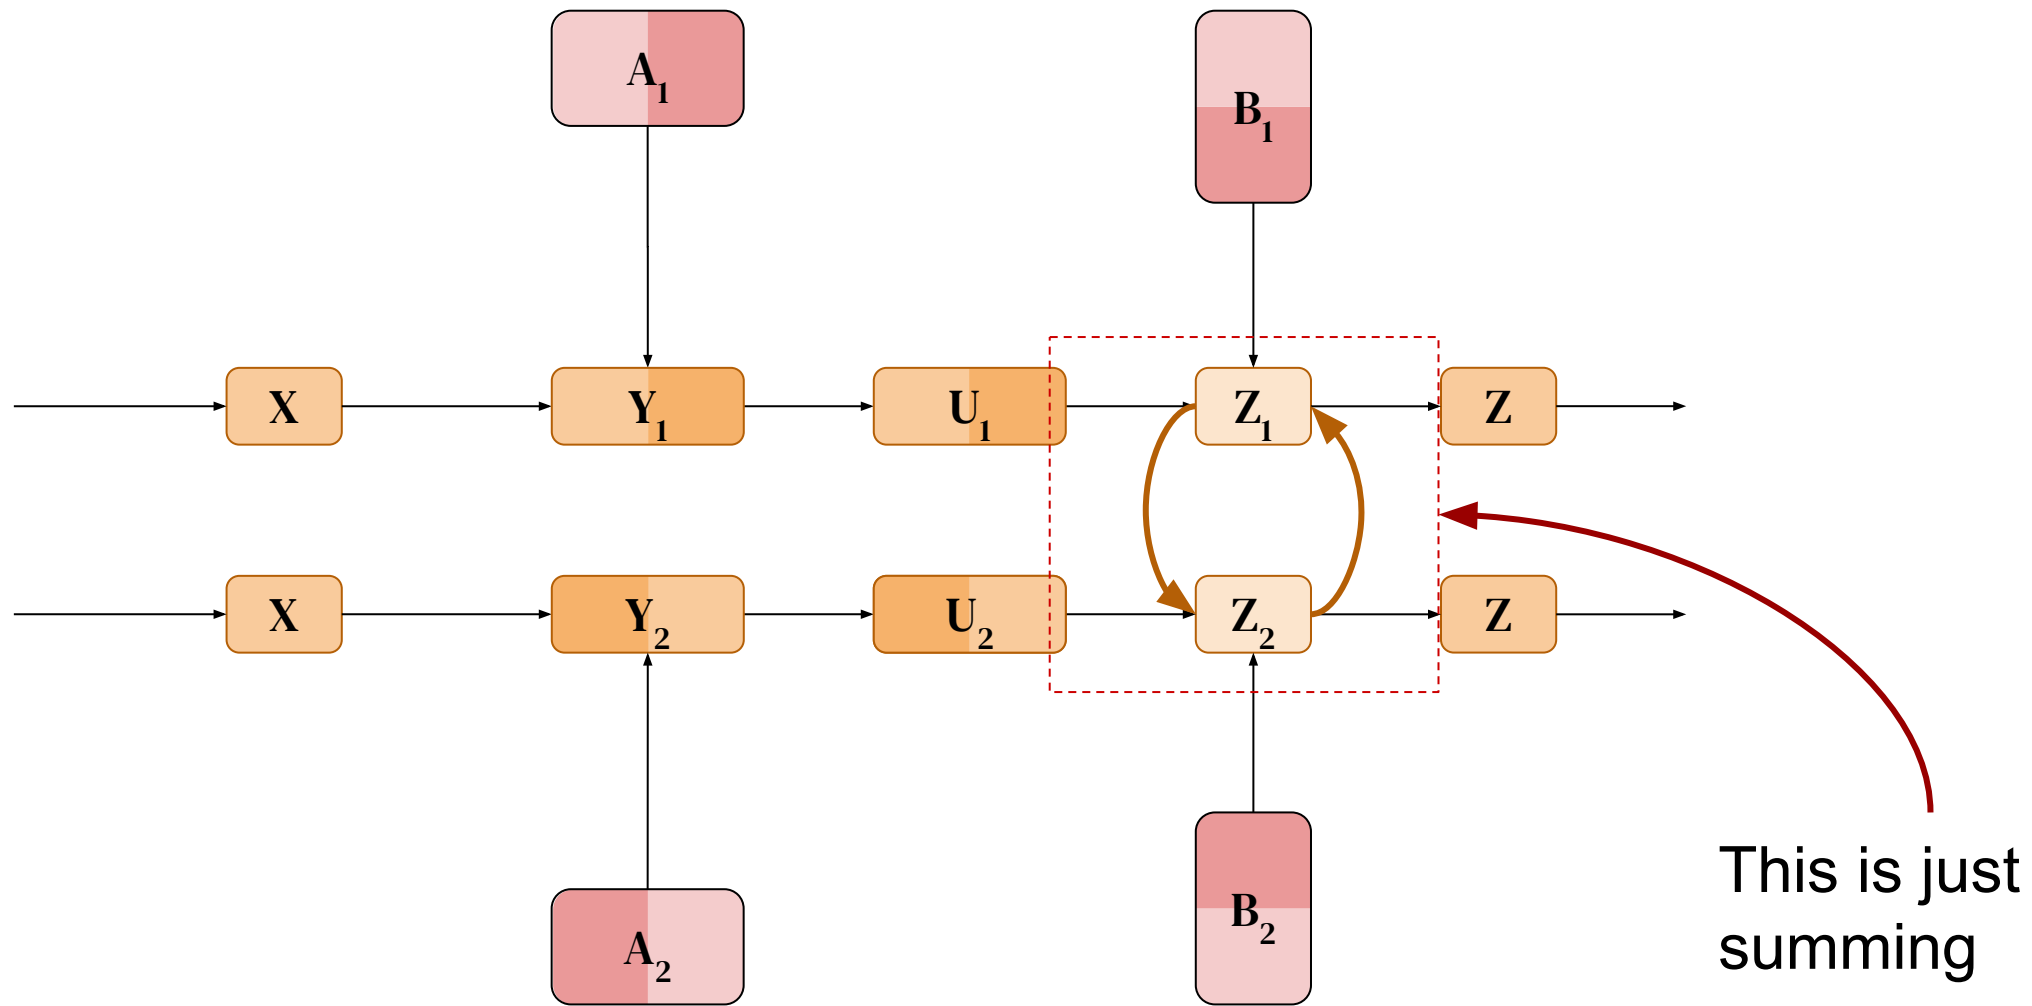 A₁
B₁
X Y₁ U₁ Z₁ Z
X Y₂ U₂ Z₂ Z
A₂
B₂
This is just
summing